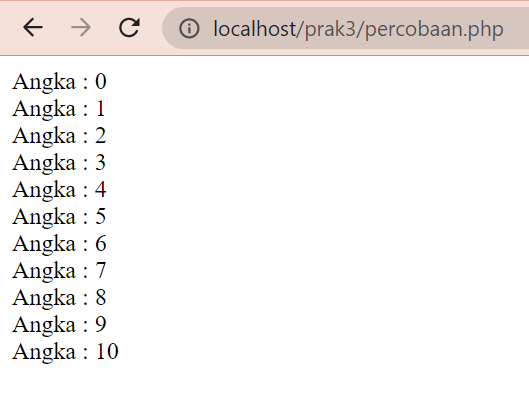 localhost/prak3/percobaan.php
Angka : 0
Angka : 1
Angka : 2
Angka : 3
Angka : 4
Angka : 5
Angka : 6
Angka : 7
Angka : 8
Angka : 9
Angka : 10